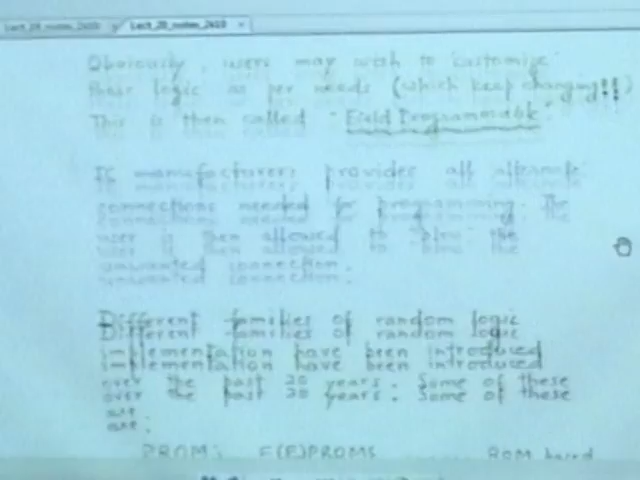 Lect_20_notes_2k10
Obviously, users may wish to "customize"
their logic as per needs (which keep changing!!)
This is then called "Field Programmable".
IC manufacturers provides all alternate
connections needed for programming. The
user is then allowed to "blow" the
unwanted connection.
Different families of random logic
implementation have been introduced
over the past 20 years. Some of these
are:
PROMs E(E)PROMS ROM based